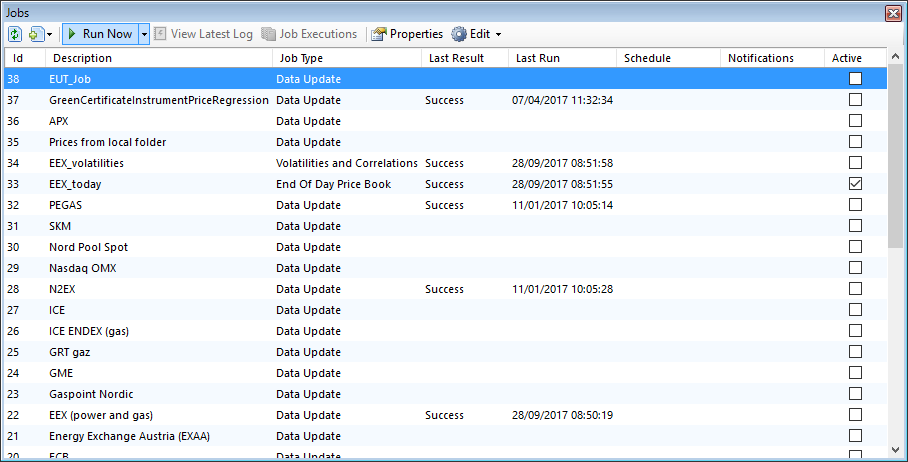 Jobs
Run Now View Latest Log Job Executions Properties Edit
Id Description Job Type Last Result Last Run Schedule Notifications Active
38 EUT_Job Data Update
37 GreenCertificateInstrumentPriceRegression Data Update Success 07/04/2017 11:32:34
36 APX Data Update
35 Prices from local folder Data Update
34 EEX_volatilities Volatilities and Correlations Success 28/09/2017 08:51:58
33 EEX_today End Of Day Price Book Success 28/09/2017 08:51:55
32 PEGAS Data Update Success 11/01/2017 10:05:14
31 SKM Data Update
30 Nord Pool Spot Data Update
29 Nasdaq OMX Data Update
28 N2EX Data Update Success 11/01/2017 10:05:28
27 ICE Data Update
26 ICE ENDEX (gas) Data Update
25 GRT gaz Data Update
24 GME Data Update
23 Gaspoint Nordic Data Update
22 EEX (power and gas) Data Update Success 28/09/2017 08:50:19
21 Energy Exchange Austria (EXAA) Data Update
20 ECB Data Update